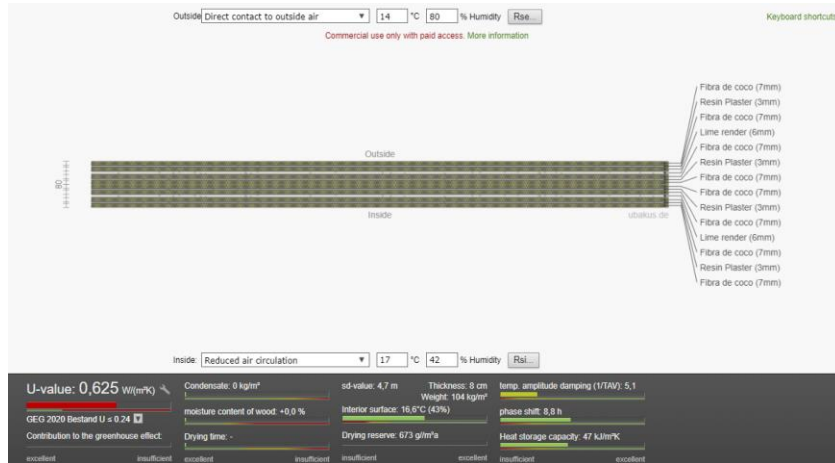 Outside: Direct contact to outside air 14 °C 80 % Humidity Rse...
Keyboard shortcuts
Commercial use only with paid access. More information
Fibra de coco (7mm)
Resin Plaster (3mm)
Fibra de coco (7mm)
Lime render (6mm)
Fibra de coco (7mm)
Resin Plaster (3mm)
Fibra de coco (7mm)
Fibra de coco (7mm)
Resin Plaster (3mm)
Fibra de coco (7mm)
Lime render (6mm)
Fibra de coco (7mm)
Resin Plaster (3mm)
Fibra de coco (7mm)
Outside
80
Inside
ubakus.de
Inside: Reduced air circulation 17 °C 42 % Humidity Rsi...
U-value: 0,625 W/(m²K)
GEG 2020 Bestand U ≤ 0.24
Contribution to the greenhouse effect:
excellent insufficient
Condensate: 0 kg/m²
moisture content of wood: +0,0 %
Drying time: -
excellent insufficient
sd-value: 4,7 m Thickness: 8 cm
Weight: 104 kg/m²
Interior surface: 16,6°C (43%)
Drying reserve: 673 g//m²a
insufficient excellent
temp. amplitude damping (1/TAV): 5,1
phase shift: 8,8 h
Heat storage capacity: 47 kJ/m²K
insufficient excellent